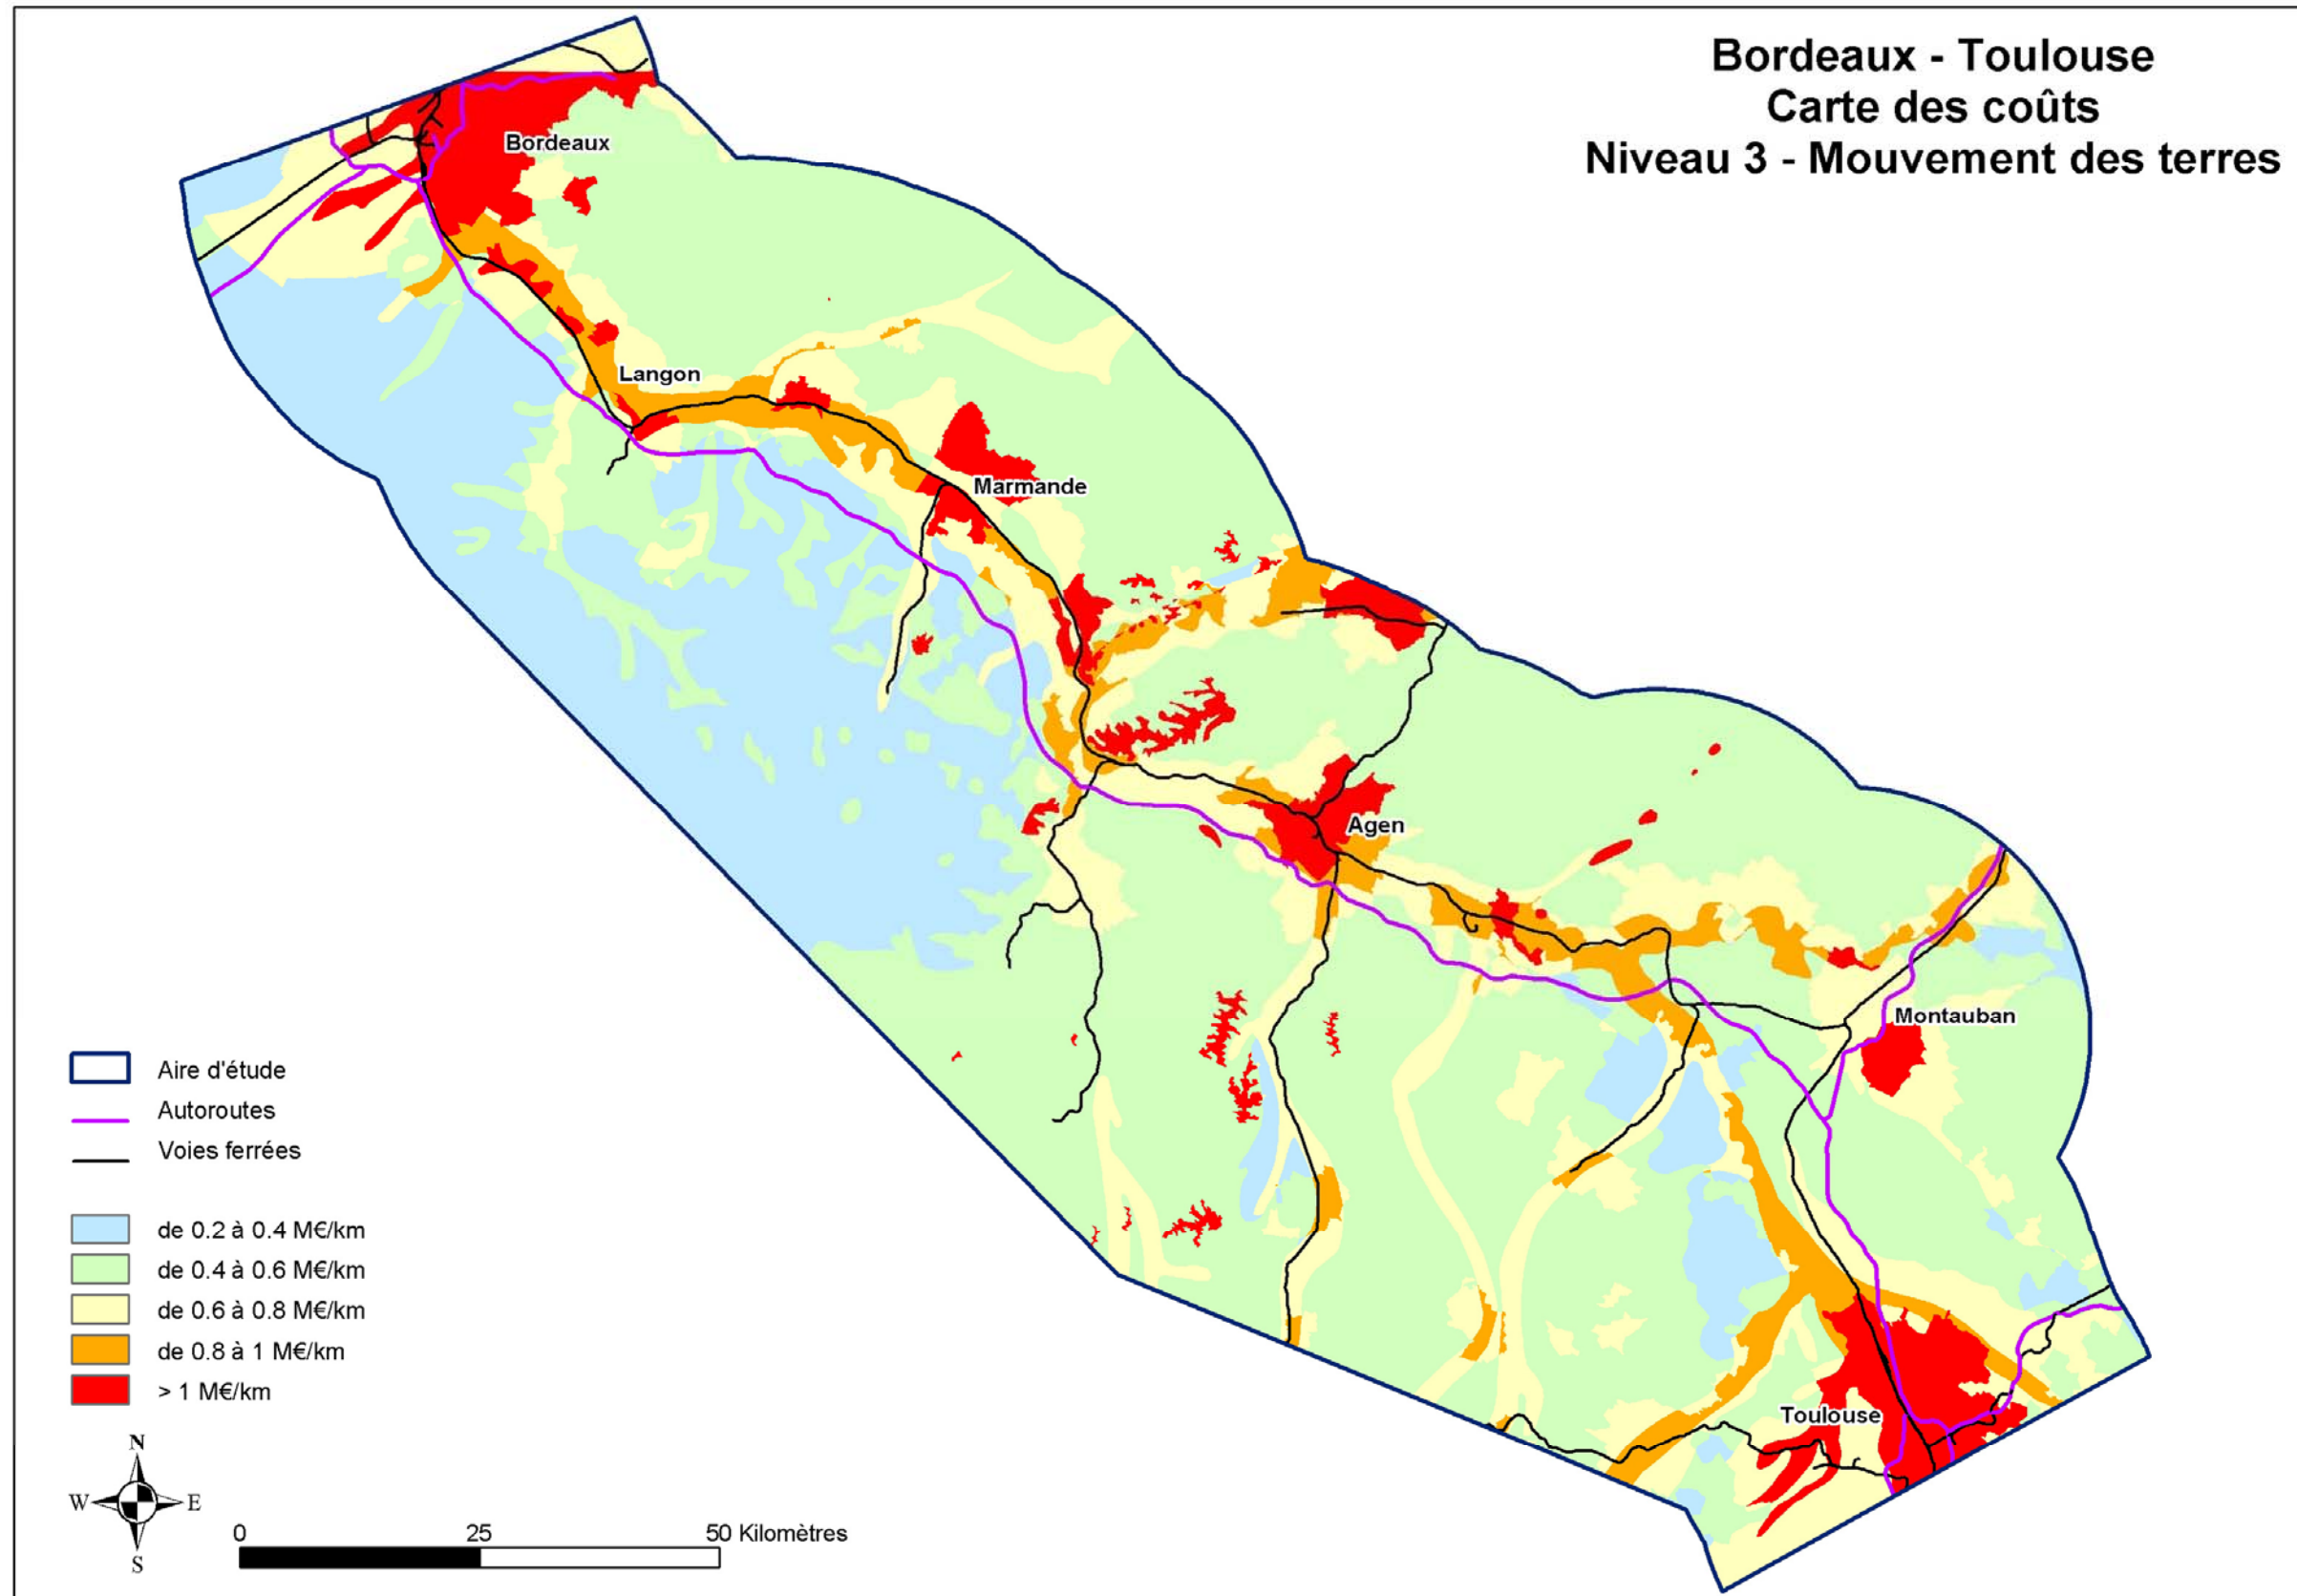 Bordeaux - Toulouse
Carte des coûts
Niveau 3 - Mouvement des terres
Bordeaux
Langon
Marmande
Agen
Montauban
Toulouse
Aire d'étude
Autoroutes
Voies ferrées
de 0.2 à 0.4 M€/km
de 0.4 à 0.6 M€/km
de 0.6 à 0.8 M€/km
de 0.8 à 1 M€/km
> 1 M€/km
N
W E
S
0 25 50 Kilomètres